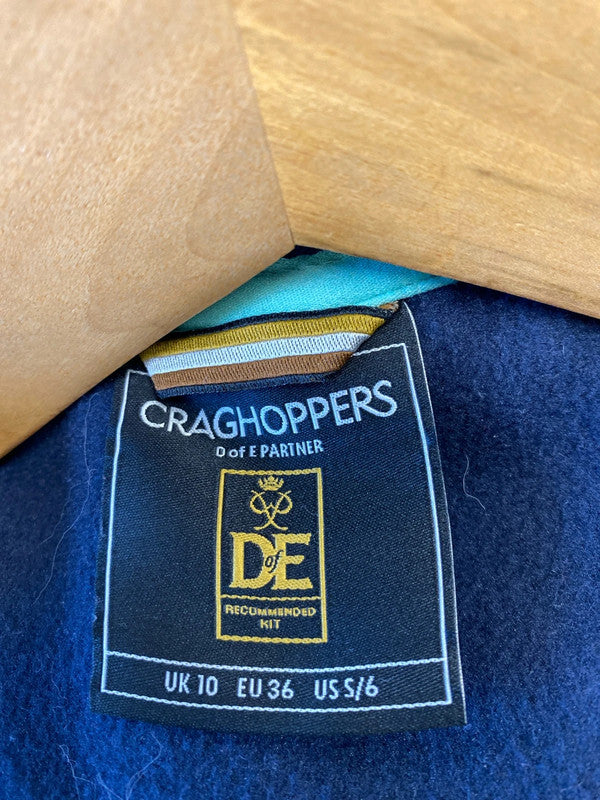 CRAGHOPPERS
D of E PARTNER
DofE
RECOMMENDED
KIT
UK 10 EU 36 US S/6